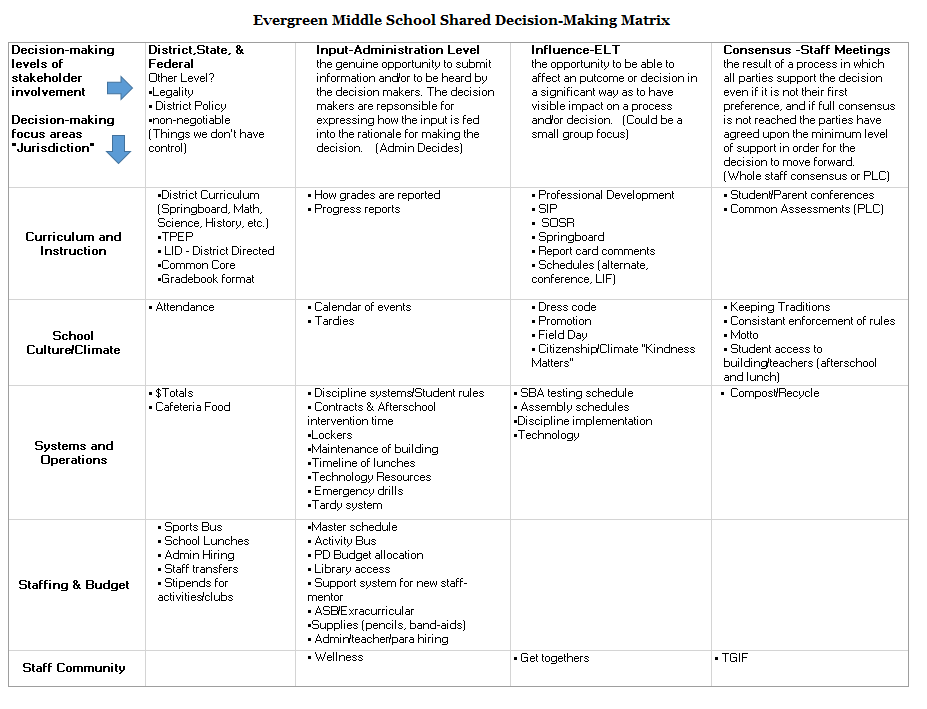 Evergreen Middle School Shared Decision-Making Matrix
Decision-making
levels of
stakeholder
involvement
Decision-making
focus areas
"Jurisdiction"
District,State, &
Federal
Other Level?
▪Legality
▪ District Policy
▪non-negotiable
(Things we don't have
control)
Input-Administration Level
the genuine opportunity to submit
information and/or to be heard by
the decision makers. The decision
makers are repsonsible for
expressing how the input is fed
into the rationale for making the
decision. (Admin Decides)
Influence-ELT
the opportunity to be able to
affect an putcome or decision in
a significant way as to have
visible impact on a process
and/or decision. (Could be a
small group focus)
Consensus -Staff Meetings
the result of a process in which
all parties support the decision
even if it is not their first
preference, and if full consensus
is not reached the parties have
agreed upon the minimum level
of support in order for the
decision to move forward.
(Whole staff consensus or PLC)
Curriculum and
Instruction
▪District Curriculum
(Springboard, Math,
Science, History, etc.)
▪TPEP
▪ LID - District Directed
▪Common Core
▪Gradebook format
▪ How grades are reported
▪ Progress reports
▪ Professional Development
▪ SIP
▪ SOSR
▪ Springboard
▪ Report card comments
▪ Schedules (alternate,
conference, LIF)
▪ Student/Parent conferences
▪ Common Assessments (PLC)
School
Culture/Climate
▪ Attendance
▪ Calendar of events
▪ Tardies
▪ Dress code
▪ Promotion
▪ Field Day
▪ Citizenship/Climate "Kindness
Matters"
▪ Keeping Traditions
▪ Consistant enforcement of rules
▪ Motto
▪ Student access to
building/teachers (afterschool
and lunch)
Systems and
Operations
▪ $Totals
▪ Cafeteria Food
▪ Discipline systems/Student rules
▪ Contracts & Afterschool
intervention time
▪Lockers
▪Maintenance of building
▪Timeline of lunches
▪Technology Resources
▪ Emergency drills
▪Tardy system
▪ SBA testing schedule
▪ Assembly schedules
▪Discipline implementation
▪Technology
▪ Compost/Recycle
Staffing & Budget
▪ Sports Bus
▪ School Lunches
▪ Admin Hiring
▪ Staff transfers
▪ Stipends for
activities/clubs
▪Master schedule
▪ Activity Bus
▪ PD Budget allocation
▪ Library access
▪ Support system for new staff-
mentor
▪ ASB/Exracurricular
▪Supplies (pencils, band-aids)
▪ Admin/teacher/para hiring
Staff Community
▪ Wellness
▪ Get togethers
▪ TGIF